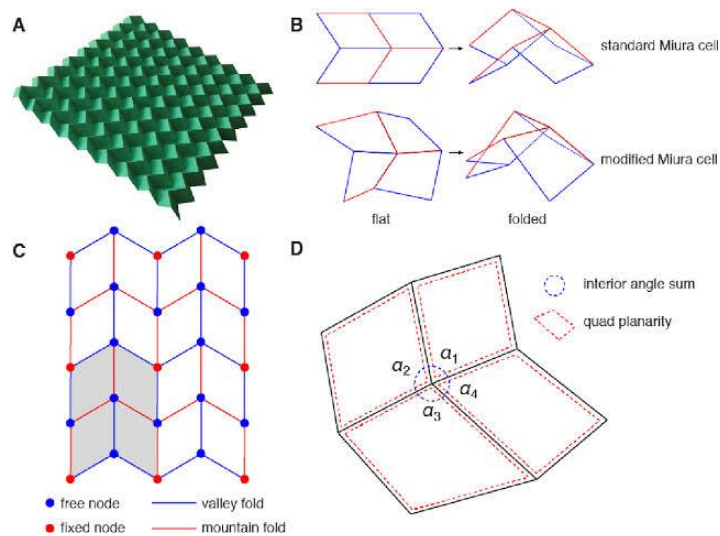 A
B
standard Miura cell
modified Miura cell
flat
folded
C
free node
valley fold
fixed node
mountain fold
D
interior angle sum
quad planarity
α₁
α₂
α₃
α₄